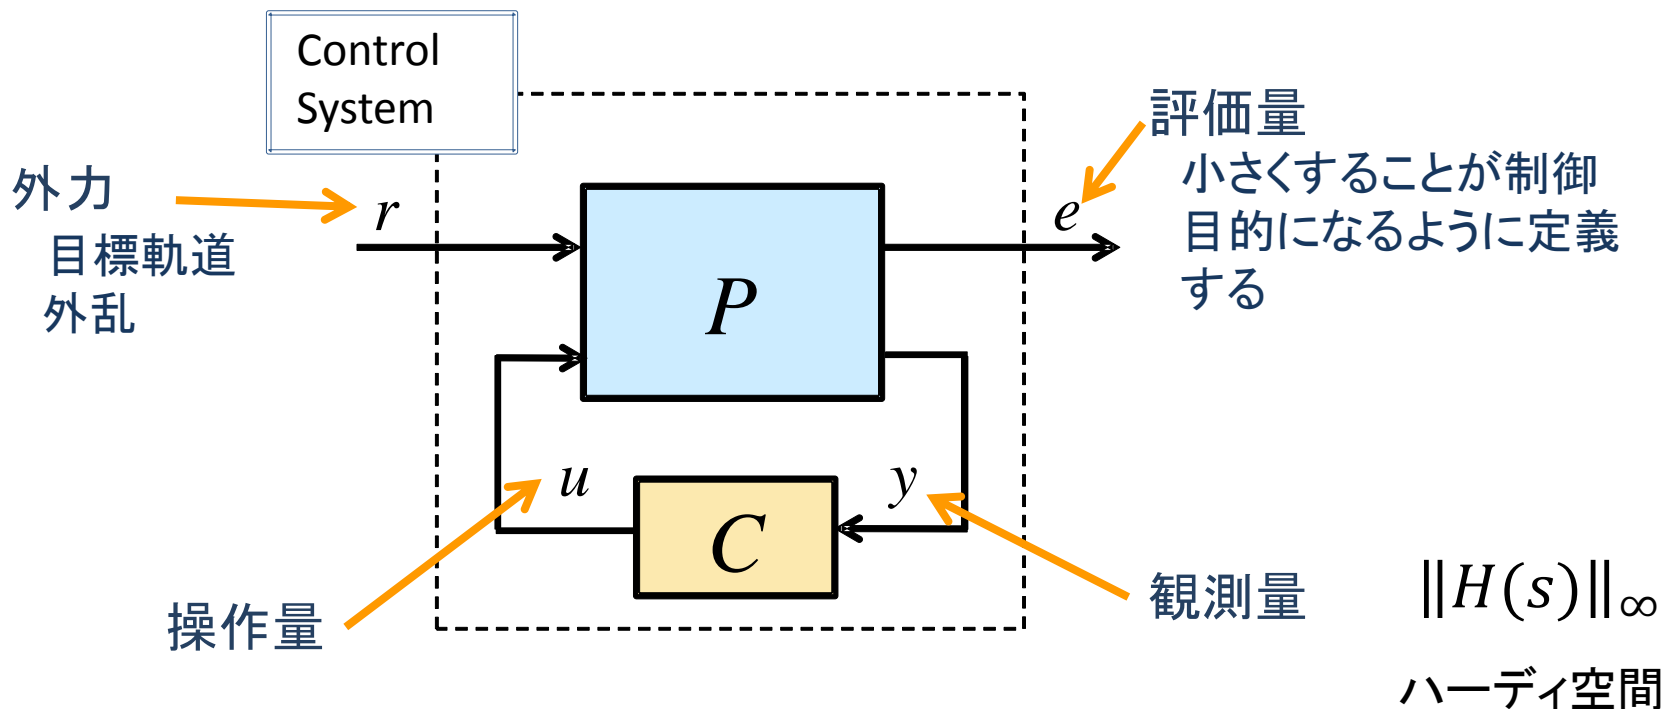 Control
System
外力
目標軌道
外乱
r
P
e
評価量
小さくすることが制御
目的になるように定義
する
u
C
y
操作量
観測量
‖H(s)‖∞
ハーディ空間